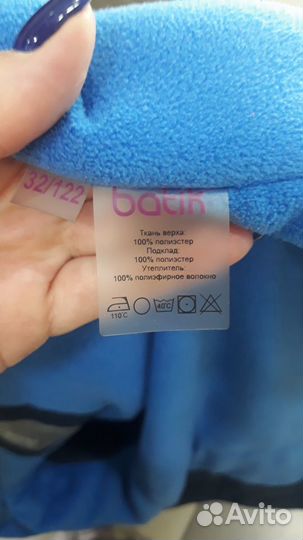 32/122
batik
Ткань верха:
100% полиэстер
Подклад:
100% полиэстер
Утеплитель:
100% полиэфирное волокно
110°C 40°C
Avito